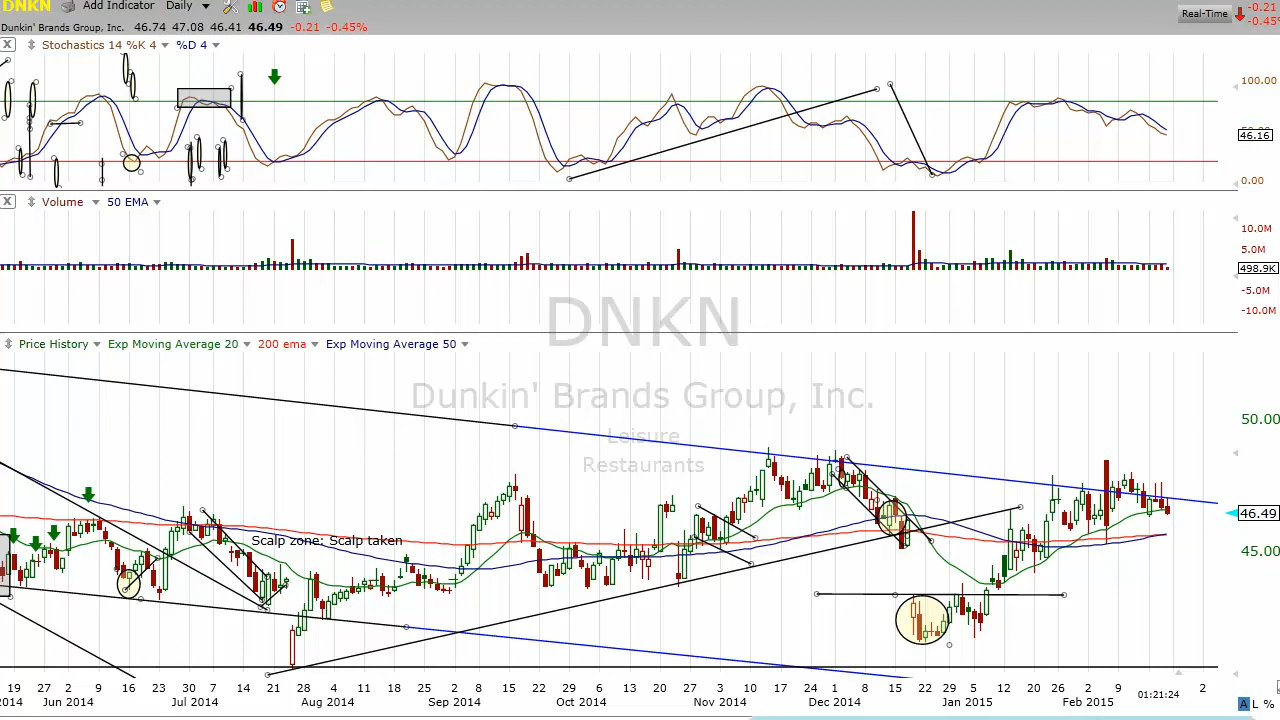 DNKN Add Indicator Daily Real-Time -0.21
Dunkin' Brands Group, Inc. 46.74 47.08 46.41 46.49 -0.21 -0.45% -0.45%
X Stochastics 14 %K 4 %D 4
100.00
46.16
0.00
X Volume 50 EMA
10.0M
5.0M
498.9K
-5.0M
-10.0M
DNKN
Price History Exp Moving Average 20 200 ema Exp Moving Average 50
Dunkin' Brands Group, Inc.
50.00
Leisure
Restaurants
46.49
Scalp zone: Scalp taken
45.00
19 27 2 9 16 23 30 7 14 21 28 4 11 18 25 2 8 15 22 29 6 13 20 27 3 10 17 24 1 8 15 22 29 5 12 20 26 2 9 01:21:24 2
2014 Jun 2014 Jul 2014 Aug 2014 Sep 2014 Oct 2014 Nov 2014 Dec 2014 Jan 2015 Feb 2015 A L %